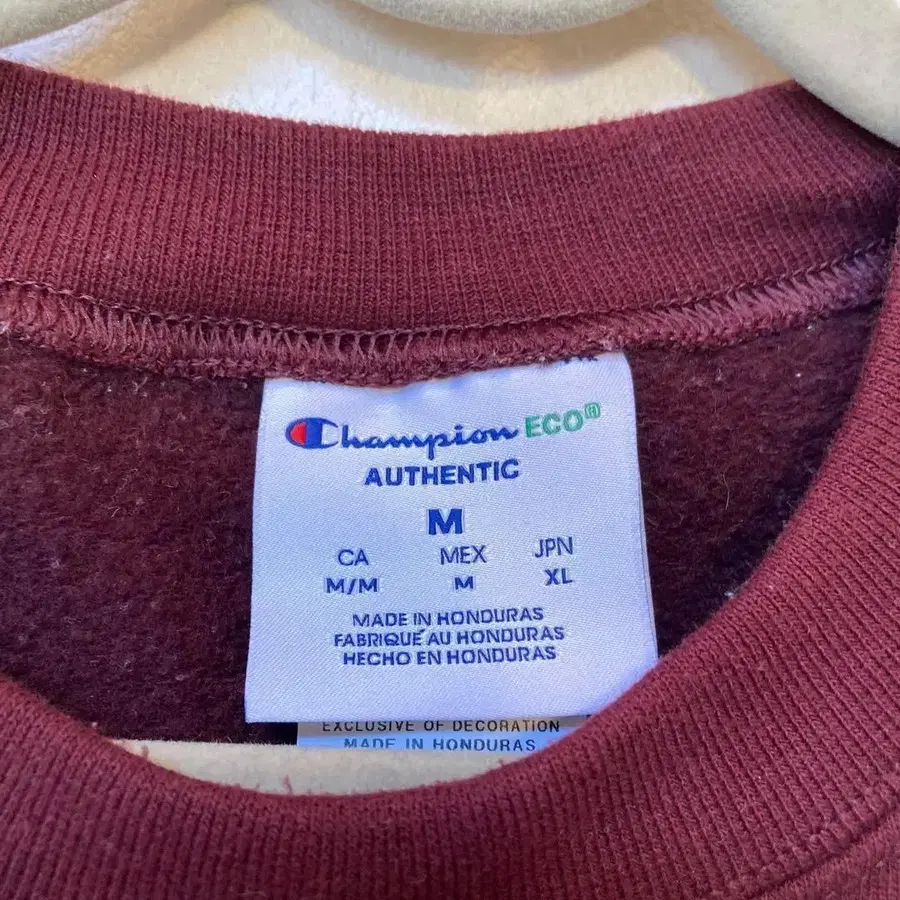 Champion ECO®
AUTHENTIC
M
CA MEX JPN
M/M M XL
MADE IN HONDURAS
FABRIQUÉ AU HONDURAS
HECHO EN HONDURAS
EXCLUSIVE OF DECORATION
MADE IN HONDURAS